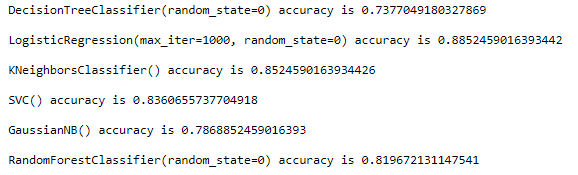 DecisionTreeClassifier(random_state=0) accuracy is 0.7377049180327869
LogisticRegression(max_iter=1000, random_state=0) accuracy is 0.8852459016393442
KNeighborsClassifier() accuracy is 0.8524590163934426
SVC() accuracy is 0.8360655737704918
GaussianNB() accuracy is 0.7868852459016393
RandomForestClassifier(random_state=0) accuracy is 0.819672131147541